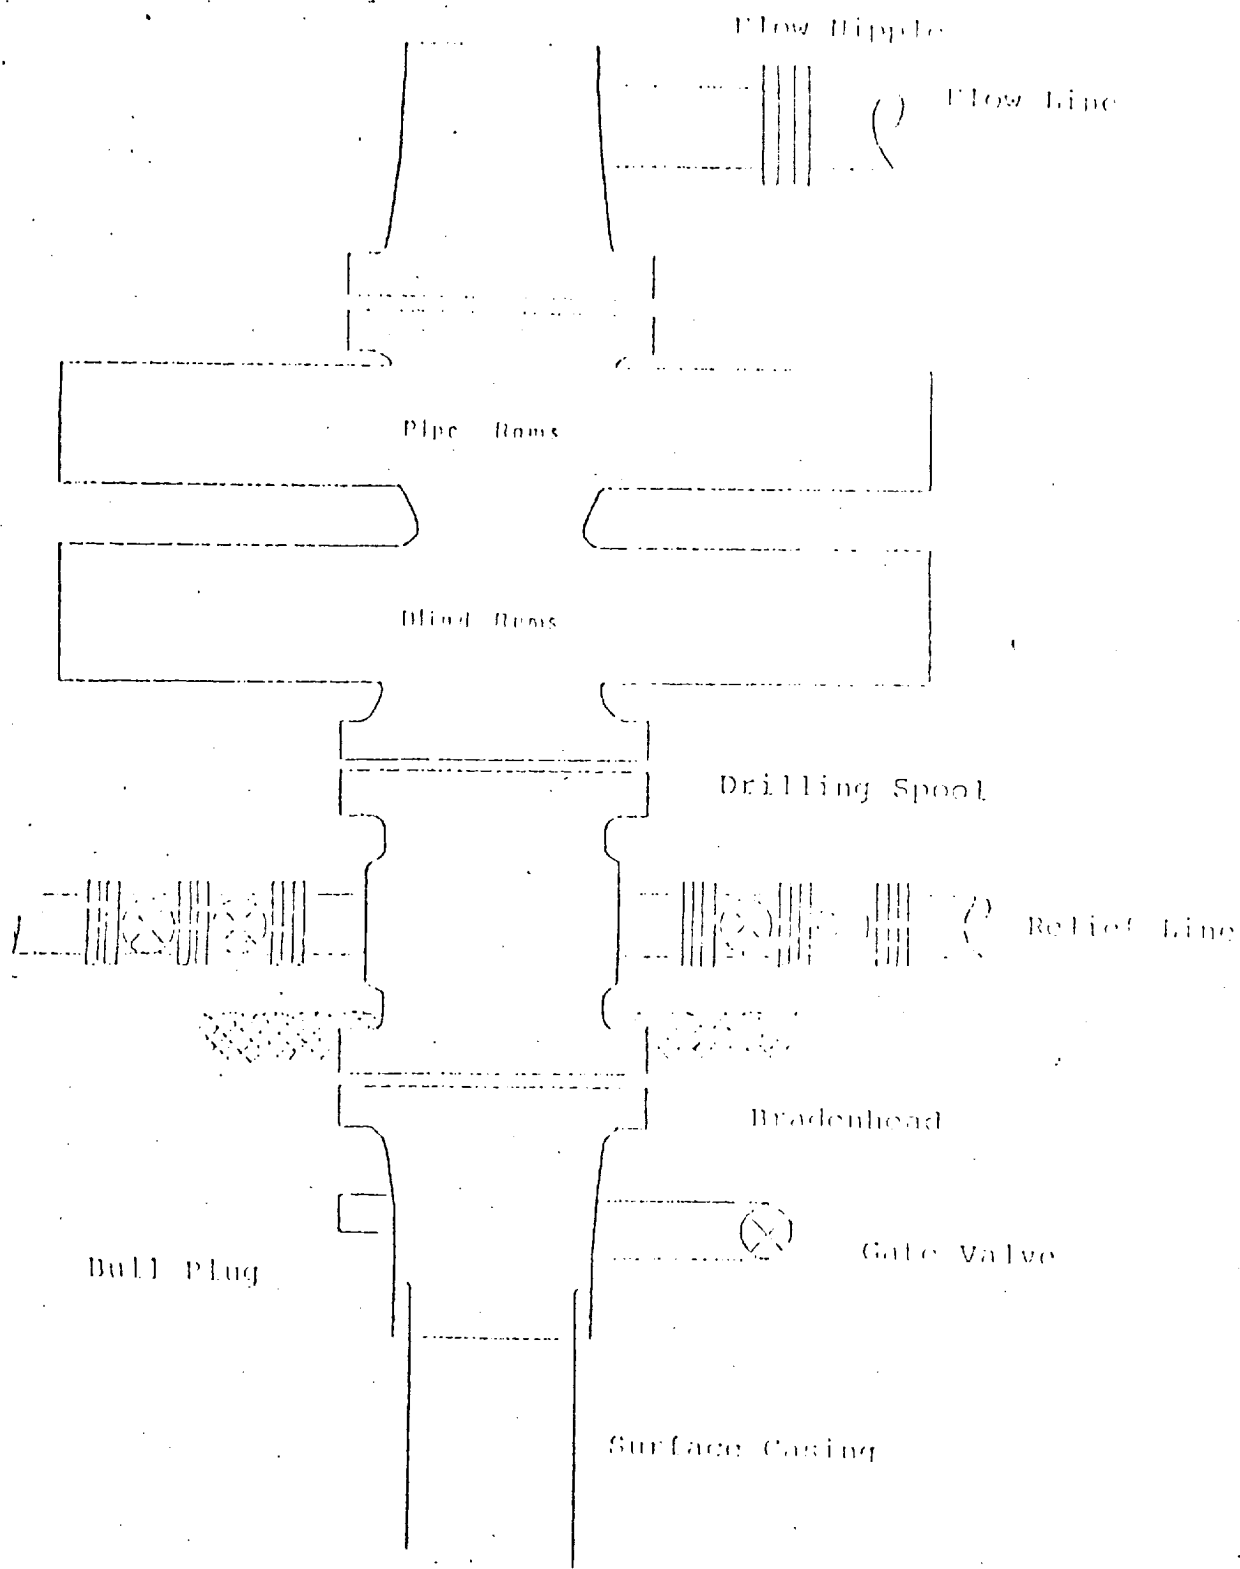 Flow Nipple
Flow Line
Pipe Rams
Blind Rams
Drilling Spool
Relief Line
Bradenhead
Gate Valve
Bull Plug
Surface Casing